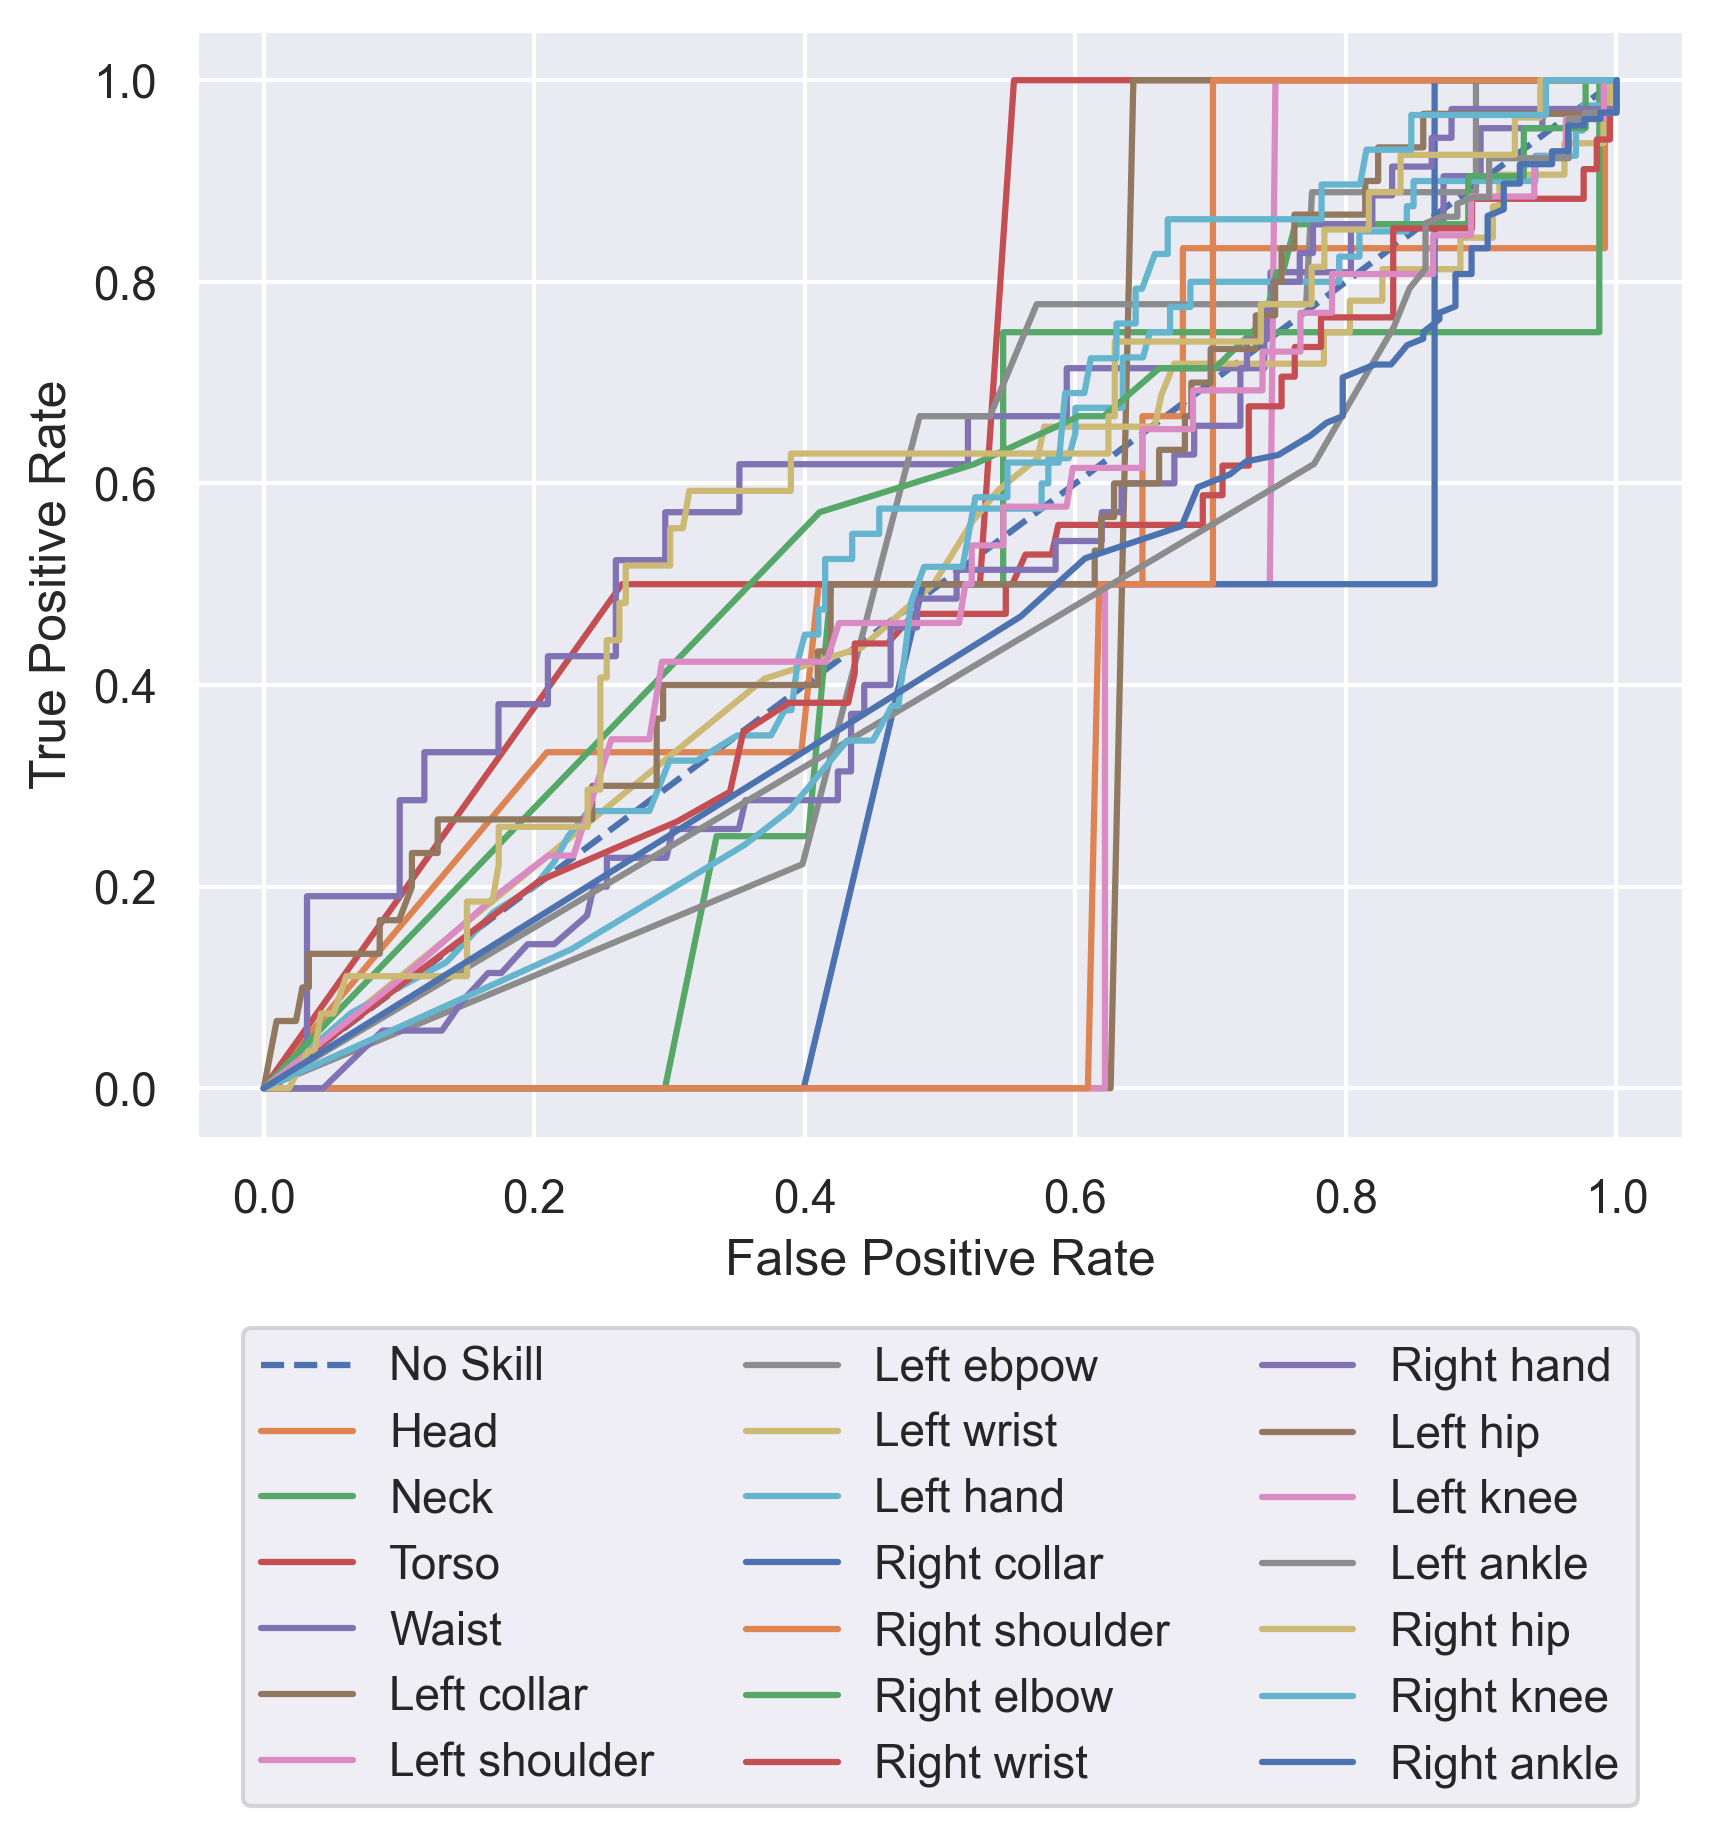 1.0
0.8
0.6
0.4
0.2
0.0
True Positive Rate
0.0 0.2 0.4 0.6 0.8 1.0
False Positive Rate
No Skill
Head
Neck
Torso
Waist
Left collar
Left shoulder
Left ebpow
Left wrist
Left hand
Right collar
Right shoulder
Right elbow
Right wrist
Right hand
Left hip
Left knee
Left ankle
Right hip
Right knee
Right ankle